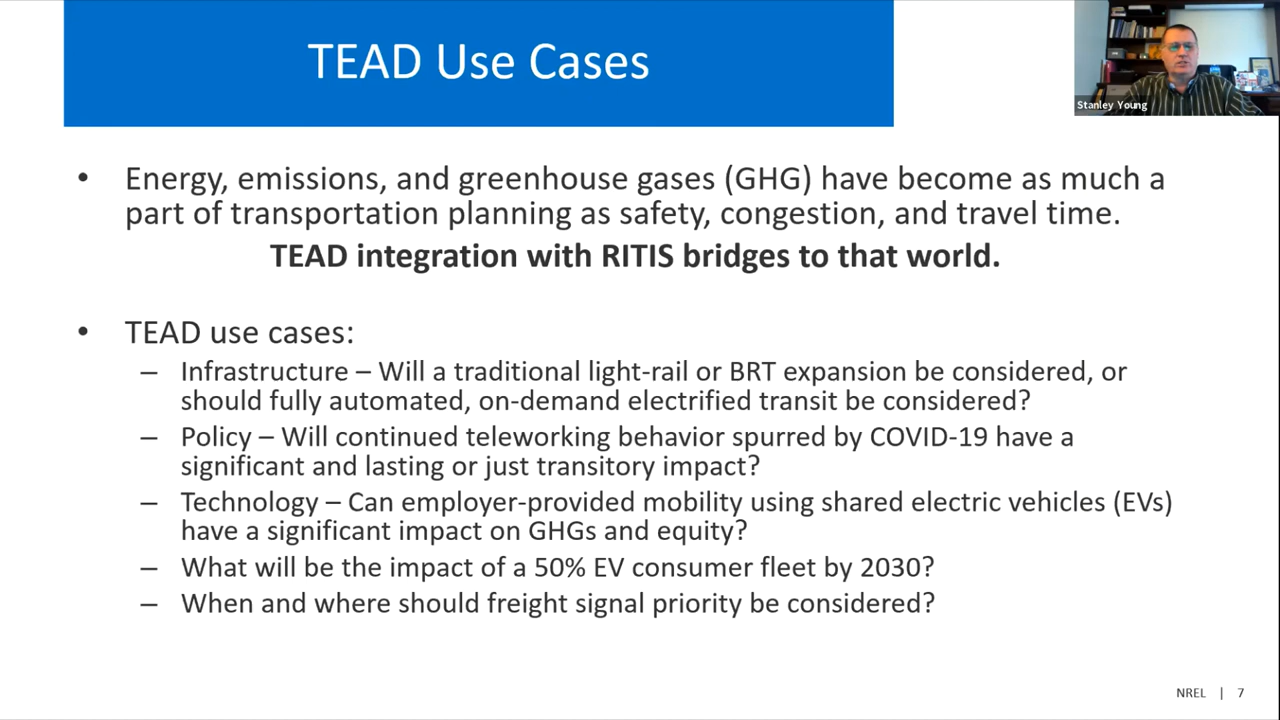 TEAD Use Cases
Stanley Young
• Energy, emissions, and greenhouse gases (GHG) have become as much a
part of transportation planning as safety, congestion, and travel time.
TEAD integration with RITIS bridges to that world.
• TEAD use cases:
– Infrastructure – Will a traditional light-rail or BRT expansion be considered, or
should fully automated, on-demand electrified transit be considered?
– Policy – Will continued teleworking behavior spurred by COVID-19 have a
significant and lasting or just transitory impact?
– Technology – Can employer-provided mobility using shared electric vehicles (EVs)
have a significant impact on GHGs and equity?
– What will be the impact of a 50% EV consumer fleet by 2030?
– When and where should freight signal priority be considered?
NREL | 7